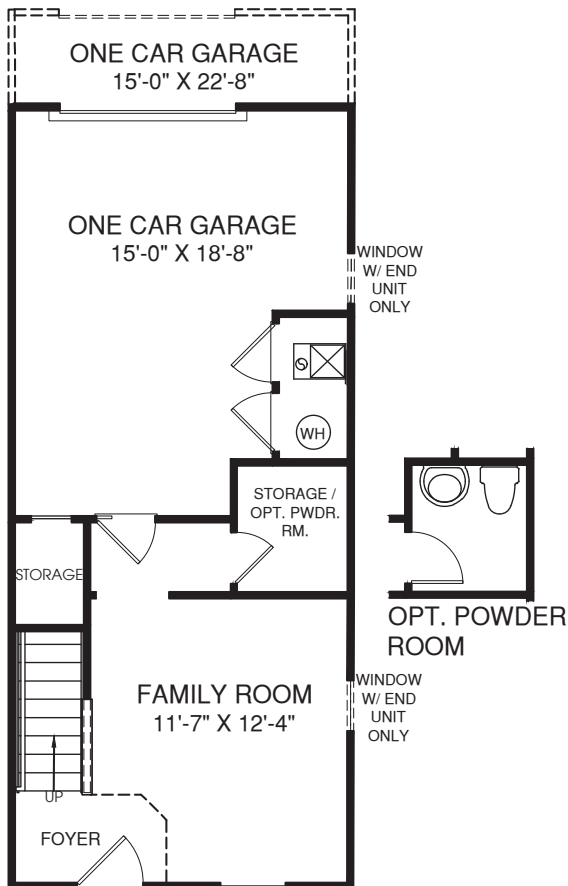 ONE CAR GARAGE
15'-0" X 22'-8"
ONE CAR GARAGE
15'-0" X 18'-8"
WINDOW
W/ END
UNIT
ONLY
WH
STORAGE /
OPT. PWDR.
RM.
STORAGE
OPT. POWDER
ROOM
FAMILY ROOM
11'-7" X 12'-4"
WINDOW
W/ END
UNIT
ONLY
UP
FOYER